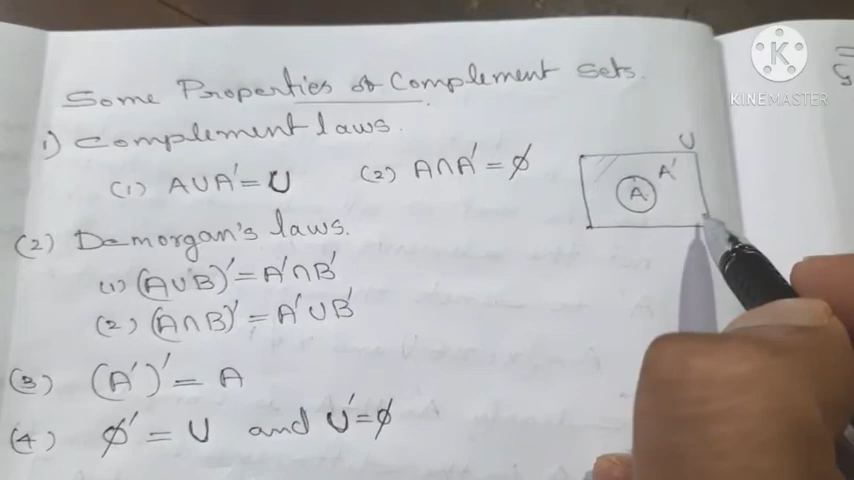 Some Properties of Complement Sets.
1) Complement laws.
(1) A∪A′=U (2) A∩A′=∅
(2) Demorgan's laws.
(1) (A∪B)′=A′∩B′
(2) (A∩B)′=A′∪B′
(3) (A′)′=A
(4) ∅′=U and U′=∅
U
A′
A
K
KINEMASTER